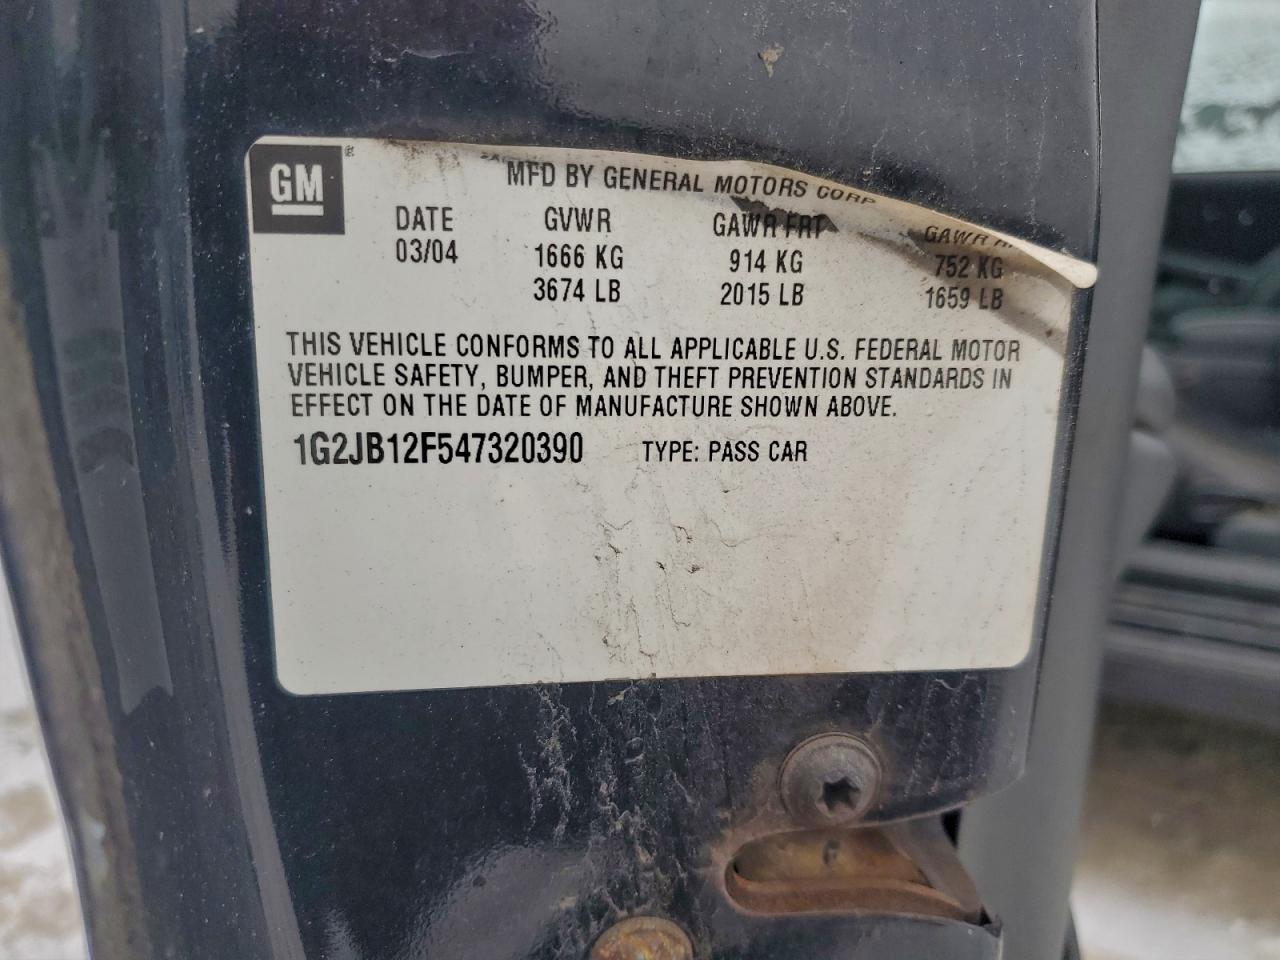 GM®
MFD BY GENERAL MOTORS CORP
DATE GVWR GAWR FRT GAWR
03/04 1666 KG 914 KG 752 KG
3674 LB 2015 LB 1659 LB
THIS VEHICLE CONFORMS TO ALL APPLICABLE U.S. FEDERAL MOTOR
VEHICLE SAFETY, BUMPER, AND THEFT PREVENTION STANDARDS IN
EFFECT ON THE DATE OF MANUFACTURE SHOWN ABOVE.
1G2JB12F547320390 TYPE: PASS CAR